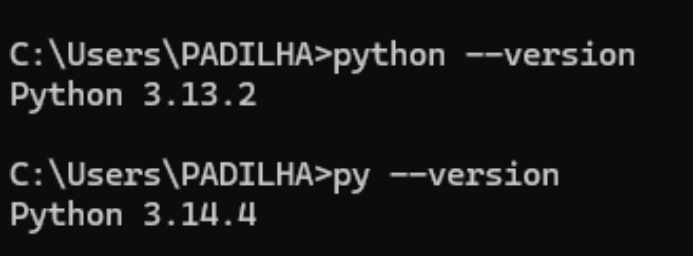 C:\Users\PADILHA>python --version
Python 3.13.2
C:\Users\PADILHA>py --version
Python 3.14.4